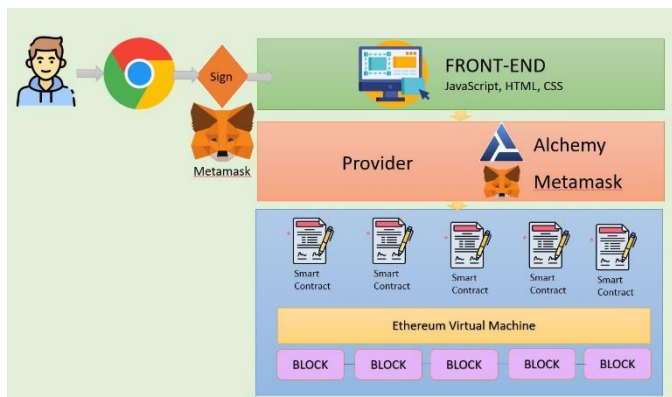 Sign
Metamask
FRONT-END
JavaScript, HTML, CSS
Provider
Alchemy
Metamask
Smart
Contract
Smart
Contract
Smart
Contract
Smart
Contract
Smart
Contract
Ethereum Virtual Machine
BLOCK
BLOCK
BLOCK
BLOCK
BLOCK